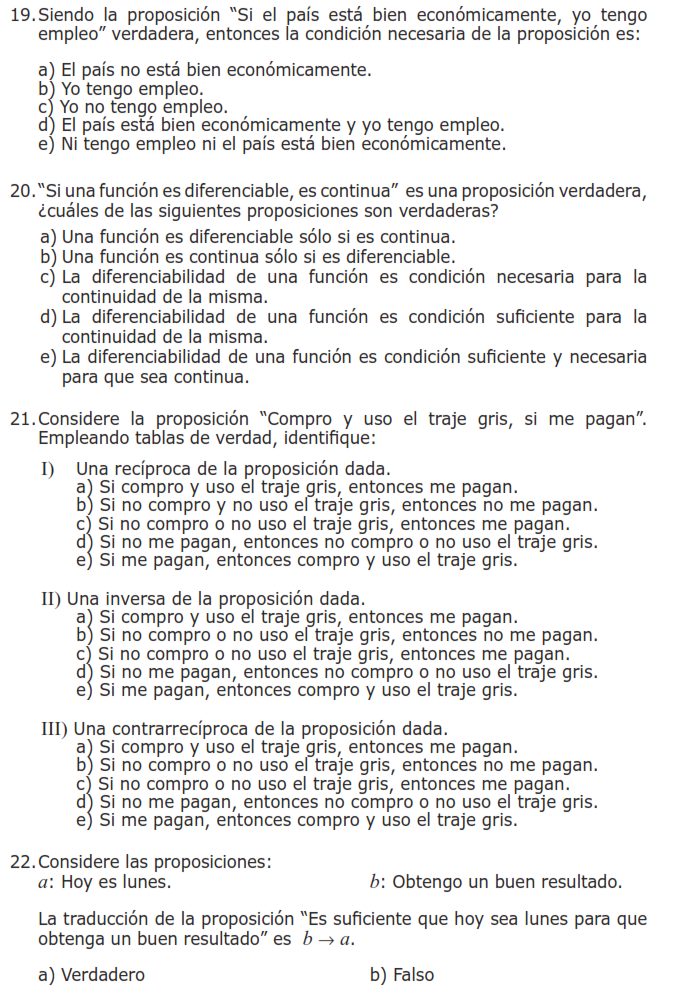 19. Siendo la proposición “Si el país está bien económicamente, yo tengo
empleo” verdadera, entonces la condición necesaria de la proposición es:
a) El país no está bien económicamente.
b) Yo tengo empleo.
c) Yo no tengo empleo.
d) El país está bien económicamente y yo tengo empleo.
e) Ni tengo empleo ni el país está bien económicamente.
20. “Si una función es diferenciable, es continua” es una proposición verdadera,
¿cuáles de las siguientes proposiciones son verdaderas?
a) Una función es diferenciable sólo si es continua.
b) Una función es continua sólo si es diferenciable.
c) La diferenciabilidad de una función es condición necesaria para la
continuidad de la misma.
d) La diferenciabilidad de una función es condición suficiente para la
continuidad de la misma.
e) La diferenciabilidad de una función es condición suficiente y necesaria
para que sea continua.
21. Considere la proposición “Compro y uso el traje gris, si me pagan”.
Empleando tablas de verdad, identifique:
I) Una recíproca de la proposición dada.
a) Si compro y uso el traje gris, entonces me pagan.
b) Si no compro y no uso el traje gris, entonces no me pagan.
c) Si no compro o no uso el traje gris, entonces me pagan.
d) Si no me pagan, entonces no compro o no uso el traje gris.
e) Si me pagan, entonces compro y uso el traje gris.
II) Una inversa de la proposición dada.
a) Si compro y uso el traje gris, entonces me pagan.
b) Si no compro o no uso el traje gris, entonces no me pagan.
c) Si no compro o no uso el traje gris, entonces me pagan.
d) Si no me pagan, entonces no compro o no uso el traje gris.
e) Si me pagan, entonces compro y uso el traje gris.
III) Una contrarrecíproca de la proposición dada.
a) Si compro y uso el traje gris, entonces me pagan.
b) Si no compro o no uso el traje gris, entonces no me pagan.
c) Si no compro o no uso el traje gris, entonces me pagan.
d) Si no me pagan, entonces no compro o no uso el traje gris.
e) Si me pagan, entonces compro y uso el traje gris.
22. Considere las proposiciones:
a: Hoy es lunes. b: Obtengo un buen resultado.
La traducción de la proposición “Es suficiente que hoy sea lunes para que
obtenga un buen resultado” es b → a.
a) Verdadero b) Falso